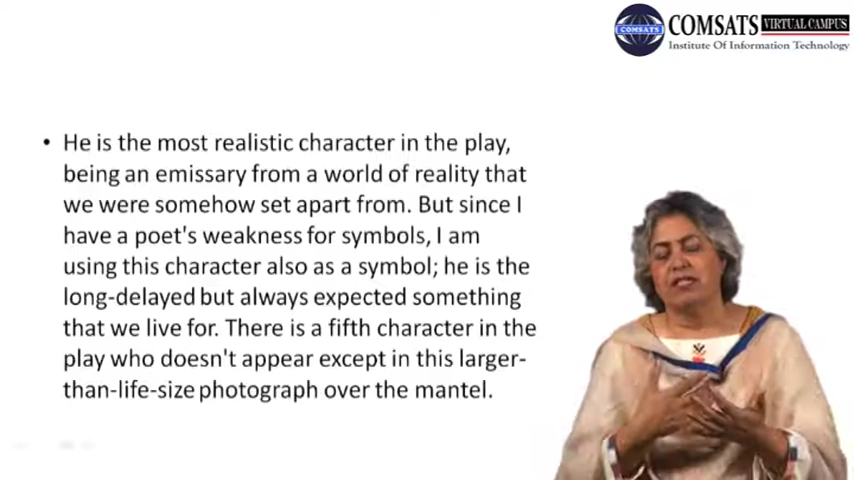 COMSATS VIRTUAL CAMPUS
Institute Of Information Technology
COMSATS
• He is the most realistic character in the play,
being an emissary from a world of reality that
we were somehow set apart from. But since I
have a poet's weakness for symbols, I am
using this character also as a symbol; he is the
long-delayed but always expected something
that we live for. There is a fifth character in the
play who doesn't appear except in this larger-
than-life-size photograph over the mantel.